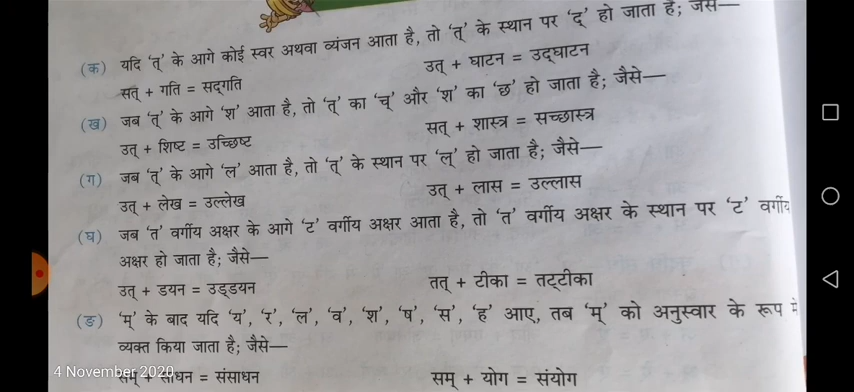 (क) यदि ‘त्’ के आगे कोई स्वर अथवा व्यंजन आता है, तो ‘त्’ के स्थान पर ‘द्’ हो जाता है; जैसे—
सत् + गति = सद्गति उत् + घाटन = उद्घाटन
(ख) जब ‘त्’ के आगे ‘श’ आता है, तो ‘त्’ का ‘च्’ और ‘श’ का ‘छ’ हो जाता है; जैसे—
उत् + शिष्ट = उच्छिष्ट सत् + शास्त्र = सच्छास्त्र
(ग) जब ‘त्’ के आगे ‘ल’ आता है, तो ‘त्’ के स्थान पर ‘ल्’ हो जाता है; जैसे—
उत् + लेख = उल्लेख उत् + लास = उल्लास
(घ) जब ‘त’ वर्गीय अक्षर के आगे ‘ट’ वर्गीय अक्षर आता है, तो ‘त’ वर्गीय अक्षर के स्थान पर ‘ट’ वर्गीय
अक्षर हो जाता है; जैसे—
उत् + डयन = उड्डयन तत् + टीका = तट्टीका
(ङ) ‘म्’ के बाद यदि ‘य’, ‘र’, ‘ल’, ‘व’, ‘श’, ‘ष’, ‘स’, ‘ह’ आए, तब ‘म्’ को अनुस्वार के रूप में
व्यक्त किया जाता है; जैसे—
4 November 2020
सम् + साधन = संसाधन सम् + योग = संयोग